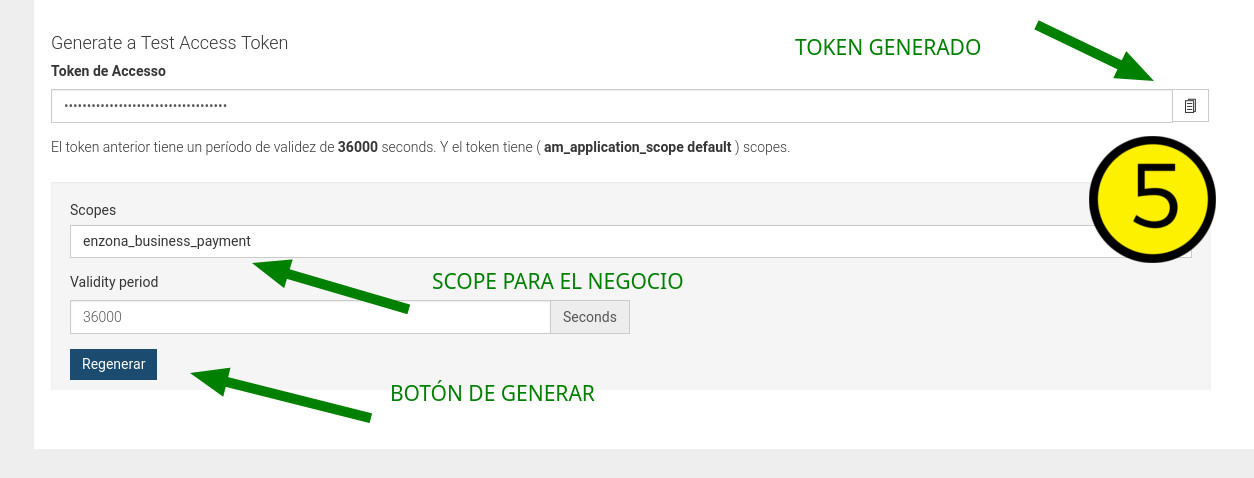 Generate a Test Access Token
TOKEN GENERADO
Token de Accesso
••••••••••••••••••••••••••••••••••••
El token anterior tiene un período de validez de 36000 seconds. Y el token tiene ( am_application_scope default ) scopes.
5
Scopes
enzona_business_payment
SCOPE PARA EL NEGOCIO
Validity period
36000 Seconds
Regenerar
BOTÓN DE GENERAR